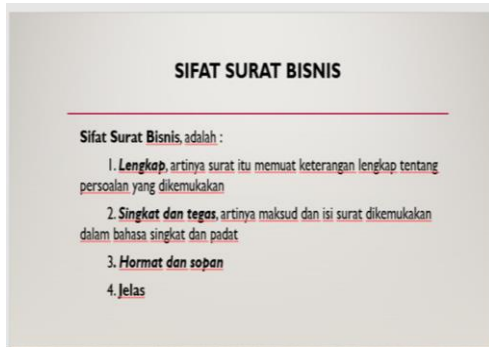 SIFAT SURAT BISNIS
Sifat Surat Bisnis, adalah :
1. Lengkap, artinya surat itu memuat keterangan lengkap tentang
persoalan yang dikemukakan
2. Singkat dan tegas, artinya maksud dan isi surat dikemukakan
dalam bahasa singkat dan padat
3. Hormat dan sopan
4. Jelas